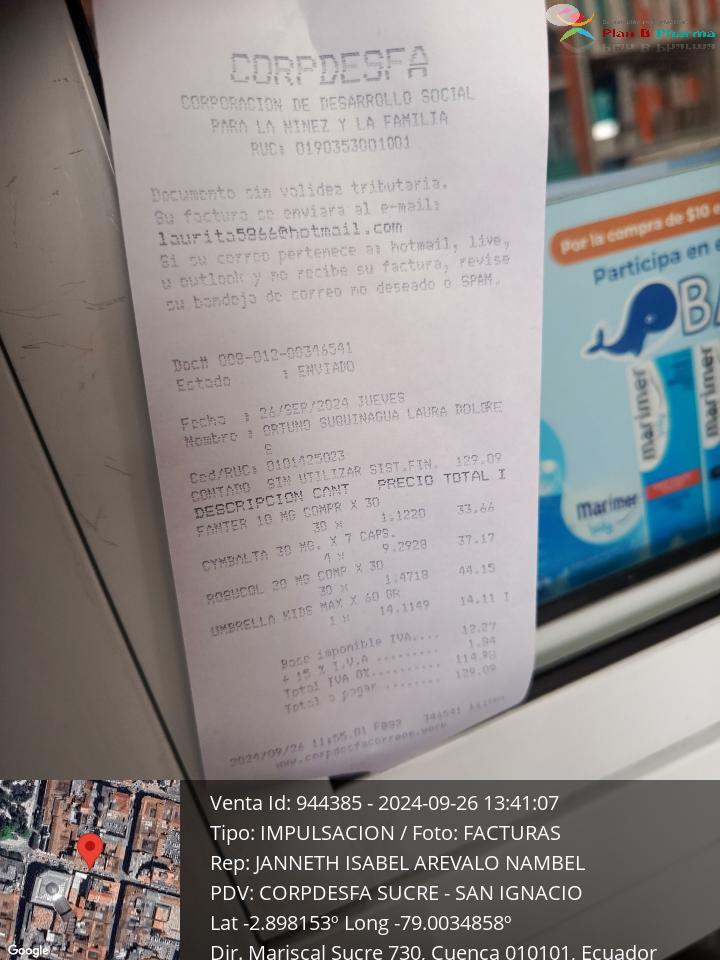 Plan B Pharma
CORPDESFA
CORPORACION DE DESARROLLO SOCIAL
PARA LA NINEZ Y LA FAMILIA
RUC: 0190353001001
Documento sin validez tributaria.
Su factura se enviara al e-mail:
laurita5866@hotmail.com
Si su correo pertenece a: hotmail, live,
u outlook y no recibe su factura, revise
su bandeja de correo no deseado o SPAM.
Doc# 008-012-00346541
Estado : ENVIADO
Fecha : 26/SEP/2024 JUEVES
Nombre : ORTUNO SUQUINAGUA LAURA DOLORE
S
Ced/RUC: 0101425023
CONTADO SIN UTILIZAR SIST.FIN. 129.09
DESCRIPCION CANT PRECIO TOTAL I
FANTER 10 MG COMPR X 30
30 X 1.1220 33.66
CYMBALTA 30 MG. X 7 CAPS.
4 X 9.2928 37.17
ROSUCOL 20 MG COMP X 30
30 X 1.4718 44.15
UMBRELLA KIDS MAX X 60 GR
1 X 14.1149 14.11 I
Base imponible IVA.... 12.27
+ 15 % I.V.A ......... 1.84
Total IVA 0%.......... 114.98
Total a pagar ........ 129.09
2024/09/26 11:55.01 346541
Por la compra de $10
Participa en
BA
marimer
marimer
Marimer
baby
Venta Id: 944385 - 2024-09-26 13:41:07
Tipo: IMPULSACION / Foto: FACTURAS
Rep: JANNETH ISABEL AREVALO NAMBEL
PDV: CORPDESFA SUCRE - SAN IGNACIO
Lat -2.898153º Long -79.0034858º
Dir. Mariscal Sucre 730, Cuenca 010101, Ecuador
Google